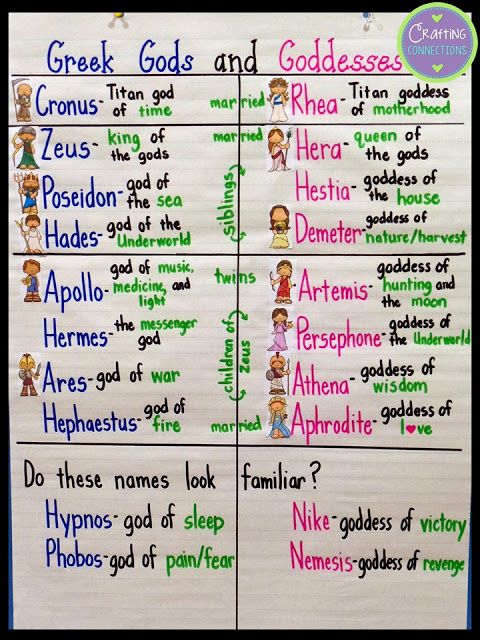 Crafting
CONNECTIONS
Greek Gods and Goddesses
Cronus- Titan god
of time
married
Rhea- Titan goddess
of motherhood
Zeus- king of
the gods
married
Hera- queen of
the gods
Poseidon- god of
the sea
siblings
Hestia- goddess of
the house
Hades- god of the
Underworld
Demeter- goddess of
nature/harvest
Apollo- god of music,
medicine, and
light
twins
Artemis- goddess of
hunting and
the moon
Hermes- the messenger
god
children of
Zeus
Persephone- goddess of
the Underworld
Ares- god of war
Athena- goddess of
wisdom
Hephaestus- god of
fire
married
Aphrodite- goddess of
l♥ve
Do these names look familiar?
Hypnos- god of sleep
Nike- goddess of victory
Phobos- god of pain/fear
Nemesis- goddess of revenge